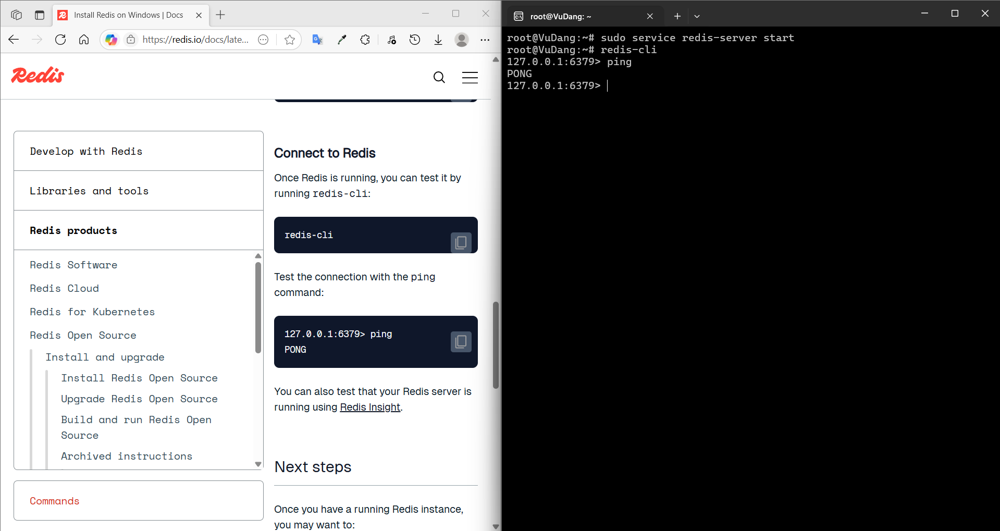 Install Redis on Windows | Docs
https://redis.io/docs/late...
Redis
Develop with Redis
Libraries and tools
Redis products
Redis Software
Redis Cloud
Redis for Kubernetes
Redis Open Source
Install and upgrade
Install Redis Open Source
Upgrade Redis Open Source
Build and run Redis Open
Source
Archived instructions
Commands
Connect to Redis
Once Redis is running, you can test it by
running redis-cli:
redis-cli
Test the connection with the ping
command:
127.0.0.1:6379> ping
PONG
You can also test that your Redis server is
running using Redis Insight.
Next steps
Once you have a running Redis instance,
you may want to:
root@VuDang: ~
root@VuDang:~# sudo service redis-server start
root@VuDang:~# redis-cli
127.0.0.1:6379> ping
PONG
127.0.0.1:6379>